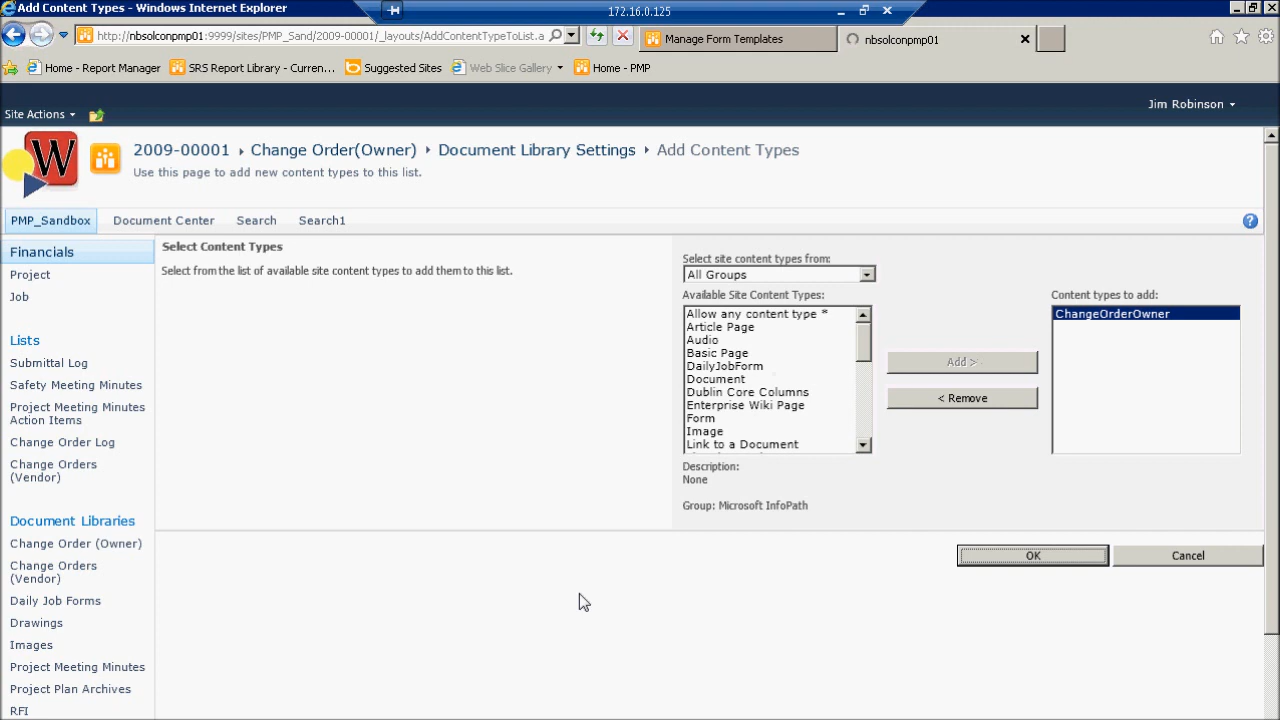 Add Content Types - Windows Internet Explorer
172.16.0.125
http://nbsolconpmp01:9999/sites/PMP_Sand/2009-00001/_layouts/AddContentTypeToList.a
Manage Form Templates
nbsolconpmp01
Home - Report Manager
SRS Report Library - Curren...
Suggested Sites
Web Slice Gallery
Home - PMP
Jim Robinson
Site Actions
W
2009-00001 Change Order(Owner) Document Library Settings Add Content Types
Use this page to add new content types to this list.
PMP_Sandbox Document Center Search Search1
?
Financials
Project
Job
Lists
Submittal Log
Safety Meeting Minutes
Project Meeting Minutes
Action Items
Change Order Log
Change Orders
(Vendor)
Document Libraries
Change Order (Owner)
Change Orders
(Vendor)
Daily Job Forms
Drawings
Images
Project Meeting Minutes
Project Plan Archives
RFI
Select Content Types
Select from the list of available site content types to add them to this list.
Select site content types from:
All Groups
Available Site Content Types:
Allow any content type *
Article Page
Audio
Basic Page
DailyJobForm
Document
Dublin Core Columns
Enterprise Wiki Page
Form
Image
Link to a Document
Add >
< Remove
Content types to add:
ChangeOrderOwner
Description:
None
Group: Microsoft InfoPath
OK
Cancel